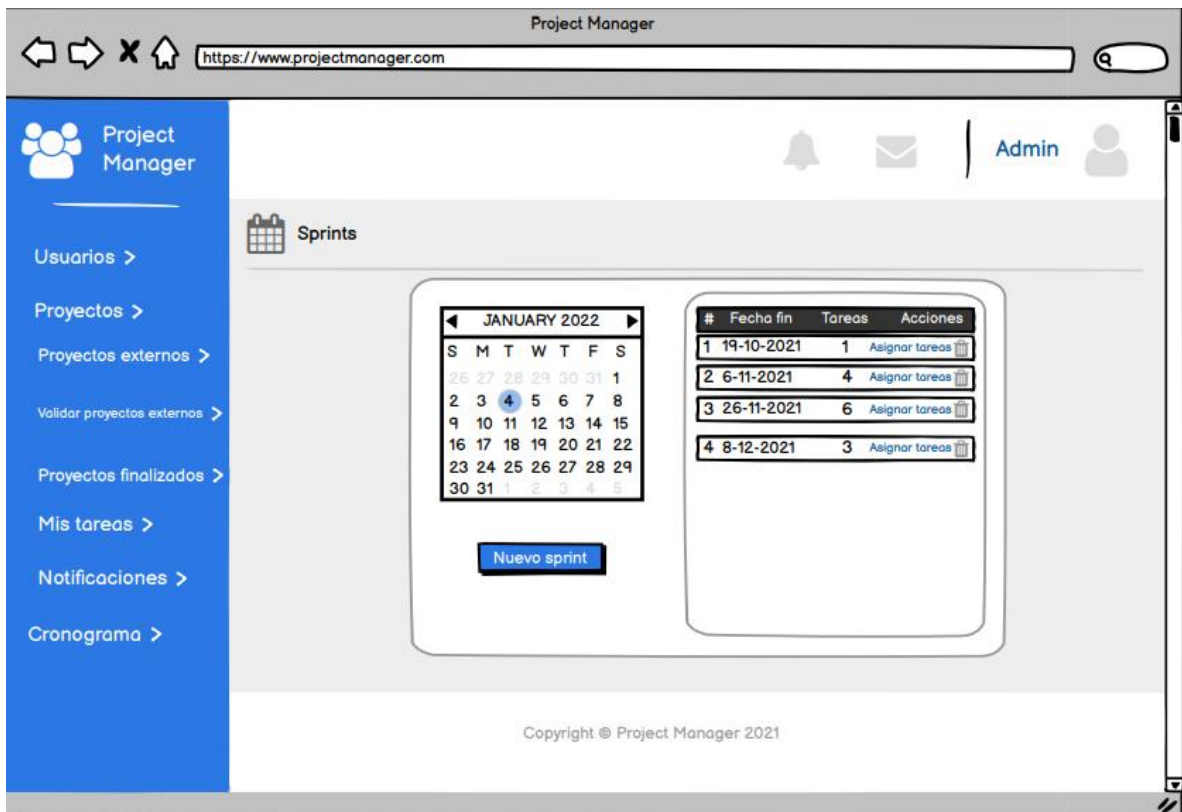 Project Manager
https://www.projectmanager.com
Project
Manager
Admin
Usuarios >
Proyectos >
Proyectos externos >
Validar proyectos externos >
Proyectos finalizados >
Mis tareas >
Notificaciones >
Cronograma >
Sprints
JANUARY 2022
S M T W T F S
26 27 28 29 30 31 1
2 3 4 5 6 7 8
9 10 11 12 13 14 15
16 17 18 19 20 21 22
23 24 25 26 27 28 29
30 31 1 2 3 4 5
Nuevo sprint
# Fecha fin Tareas Acciones
1 19-10-2021 1 Asignar tareas
2 6-11-2021 4 Asignar tareas
3 26-11-2021 6 Asignar tareas
4 8-12-2021 3 Asignar tareas
Copyright © Project Manager 2021